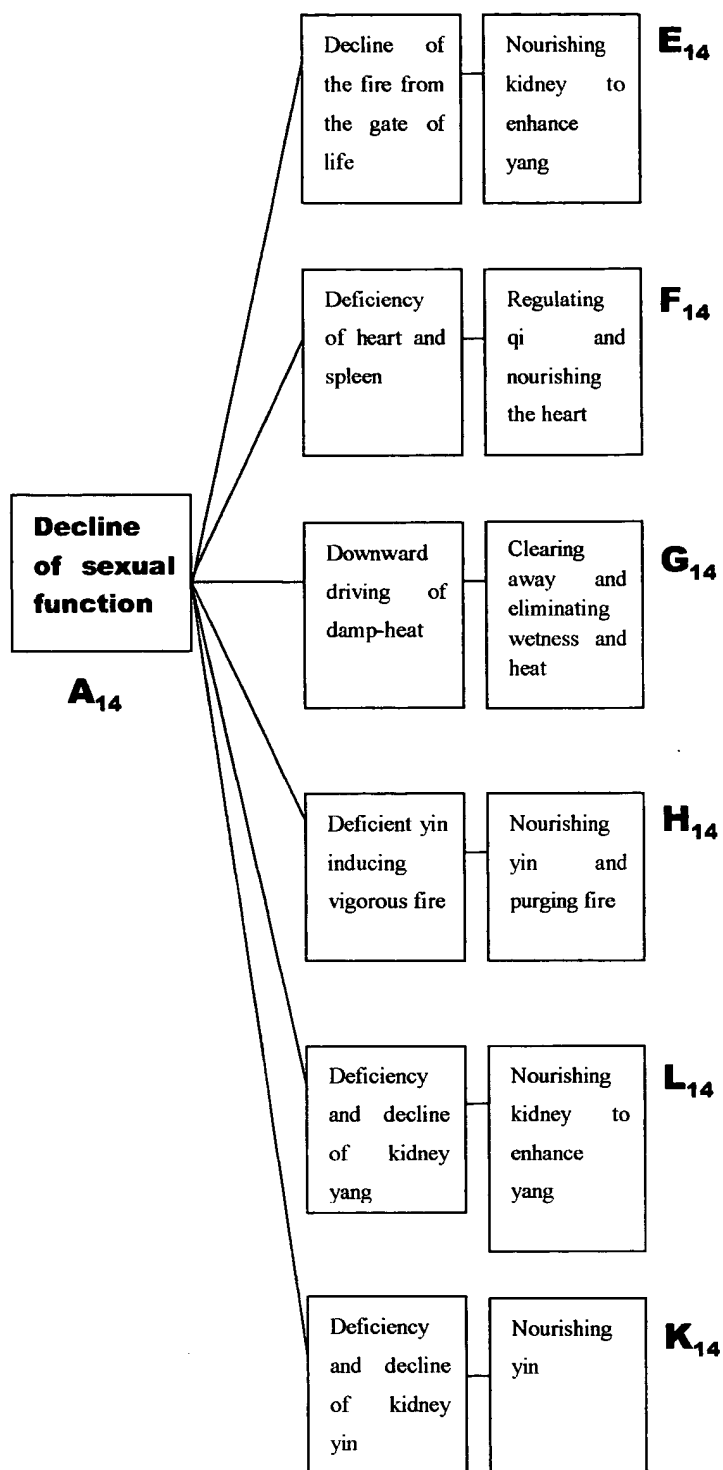 Decline of
the fire from
the gate of
life
Nourishing
kidney to
enhance
yang
E14
Deficiency
of heart and
spleen
Regulating
qi and
nourishing
the heart
F14
Decline
of sexual
function
A14
Downward
driving of
damp-heat
Clearing
away and
eliminating
wetness and
heat
G14
Deficient yin
inducing
vigorous fire
Nourishing
yin and
purging fire
H14
Deficiency
and decline
of kidney
yang
Nourishing
kidney to
enhance
yang
L14
Deficiency
and decline
of kidney
yin
Nourishing
yin
K14